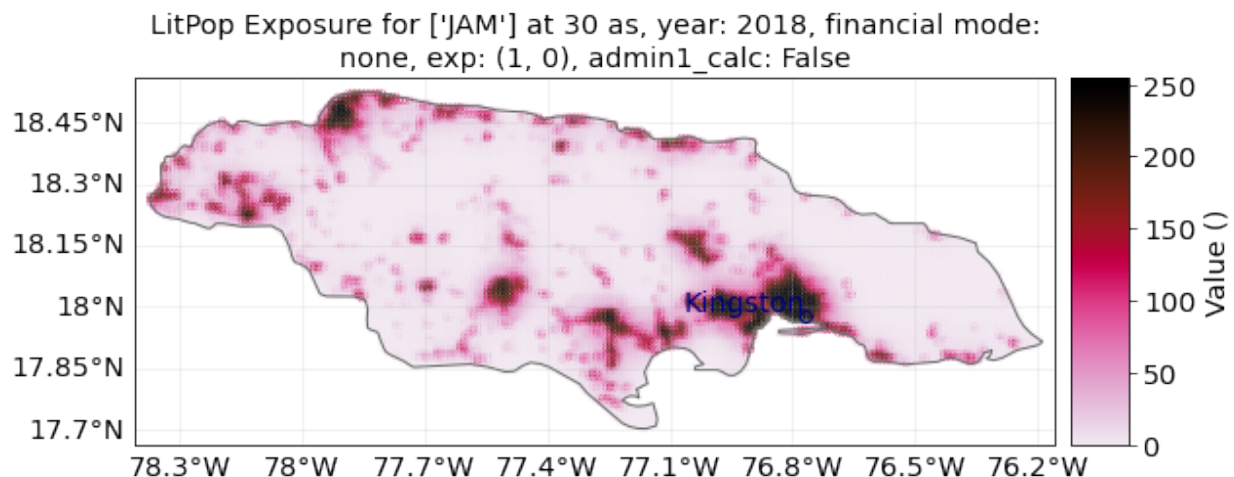 LitPop Exposure for ['JAM'] at 30 as, year: 2018, financial mode:
none, exp: (1, 0), admin1_calc: False
18.45°N
18.3°N
18.15°N
18°N
17.85°N
17.7°N
Kingston
78.3°W 78°W 77.7°W 77.4°W 77.1°W 76.8°W 76.5°W 76.2°W
250
200
150
100
50
0
Value ()